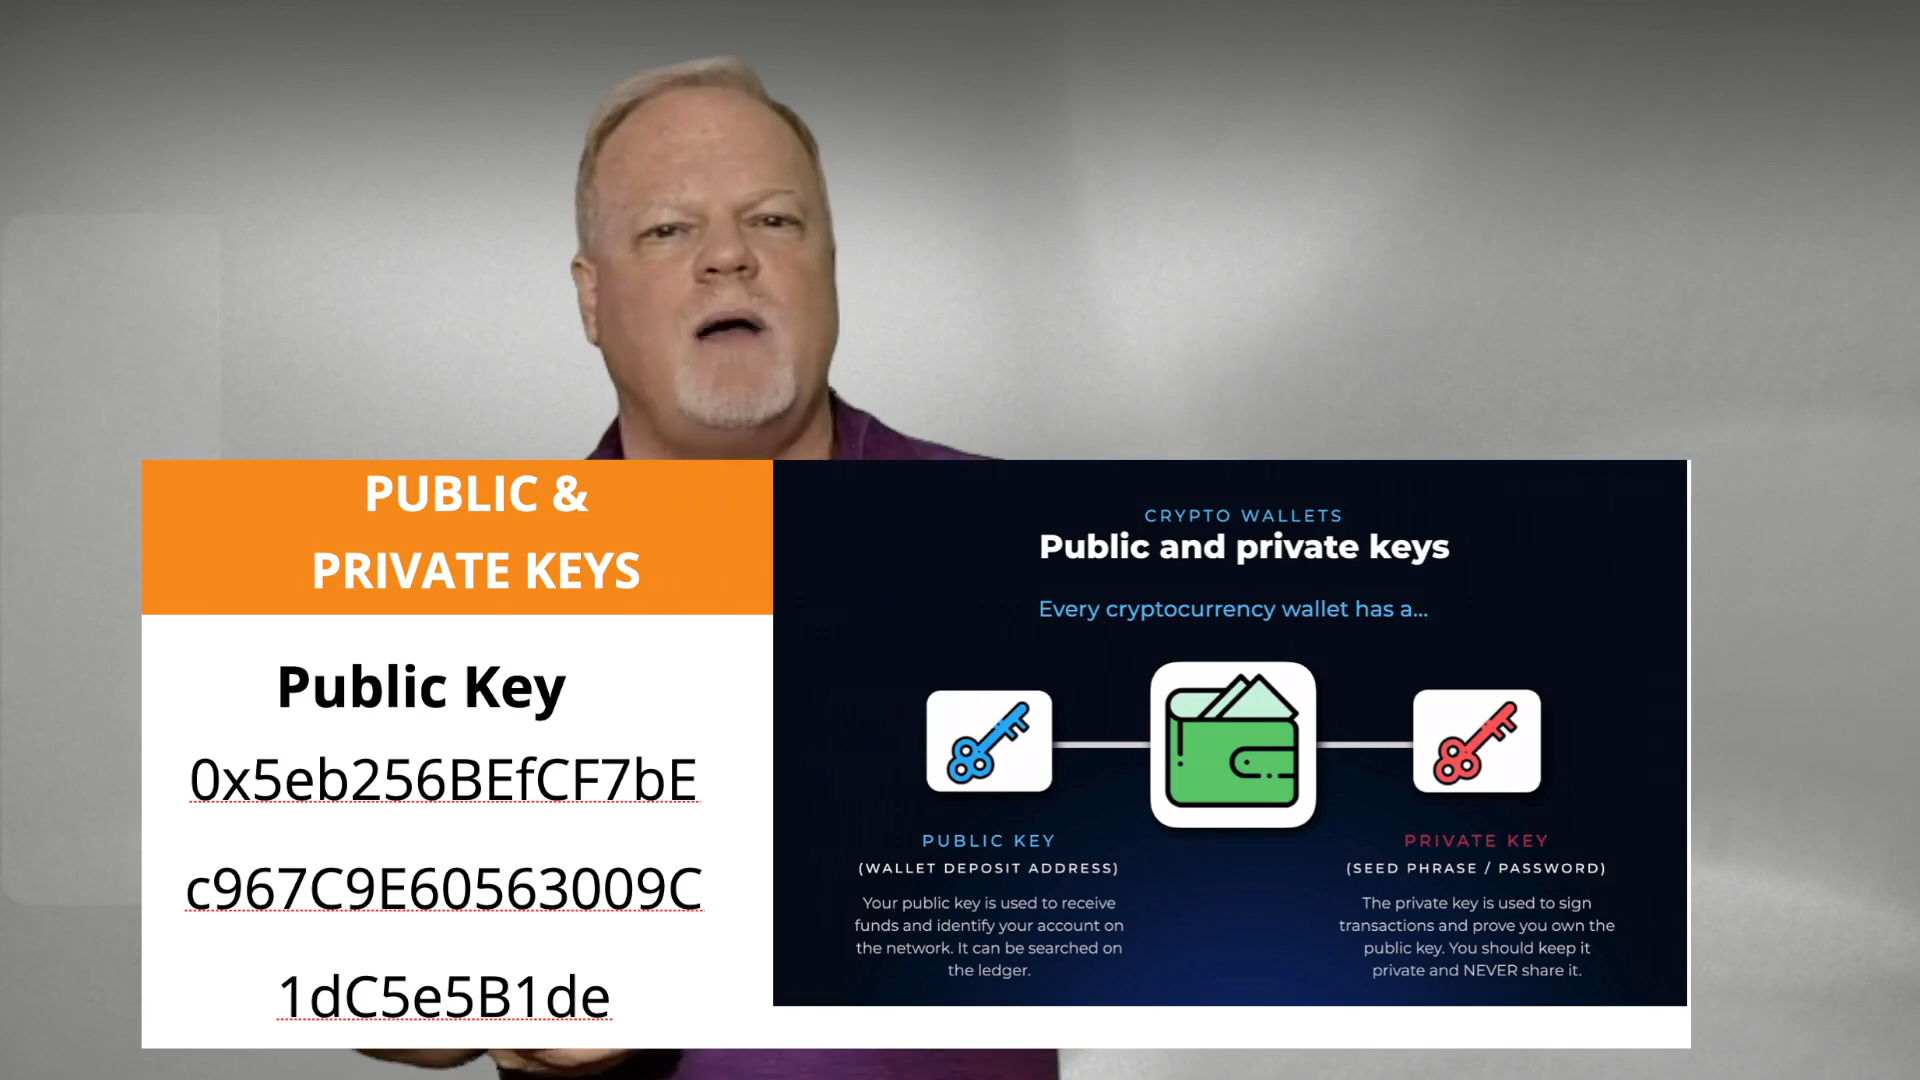 PUBLIC &
PRIVATE KEYS
Public Key
0x5eb256BEfCF7bE
c967C9E60563009C
1dC5e5B1de
CRYPTO WALLETS
Public and private keys
Every cryptocurrency wallet has a...
PUBLIC KEY
(WALLET DEPOSIT ADDRESS)
Your public key is used to receive
funds and identify your account on
the network. It can be searched on
the ledger.
PRIVATE KEY
(SEED PHRASE / PASSWORD)
The private key is used to sign
transactions and prove you own the
public key. You should keep it
private and NEVER share it.